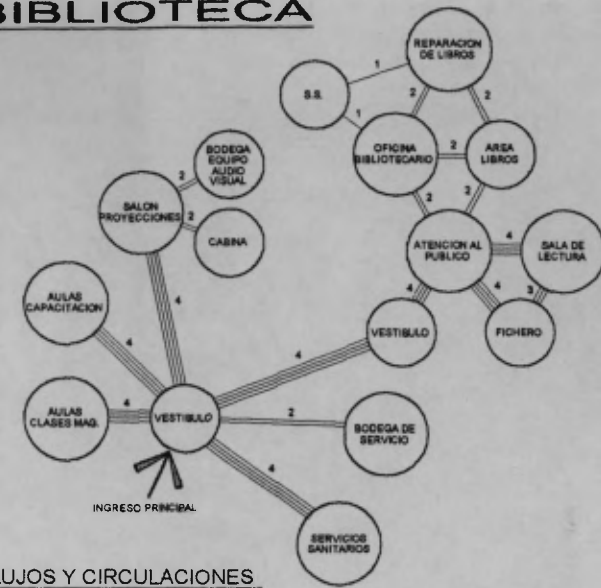 BIBLIOTECA
REPARACION
DE LIBROS
1
S.S.
2
2
1
OFICINA
BIBLIOTECARIO
2
AREA
LIBROS
BODEGA
EQUIPO
AUDIO
VISUAL
2
SALON
PROYECCIONES
2
CABINA
2
2
ATENCION AL
PUBLICO
4
SALA DE
LECTURA
4
4
3
4
AULAS
CAPACITACION
VESTIBULO
FICHERO
4
4
AULAS
CLASES MAG.
4
VESTIBULO
2
BODEGA DE
SERVICIO
4
INGRESO PRINCIPAL
SERVICIOS
SANITARIOS
LUJOS Y CIRCULACIONES